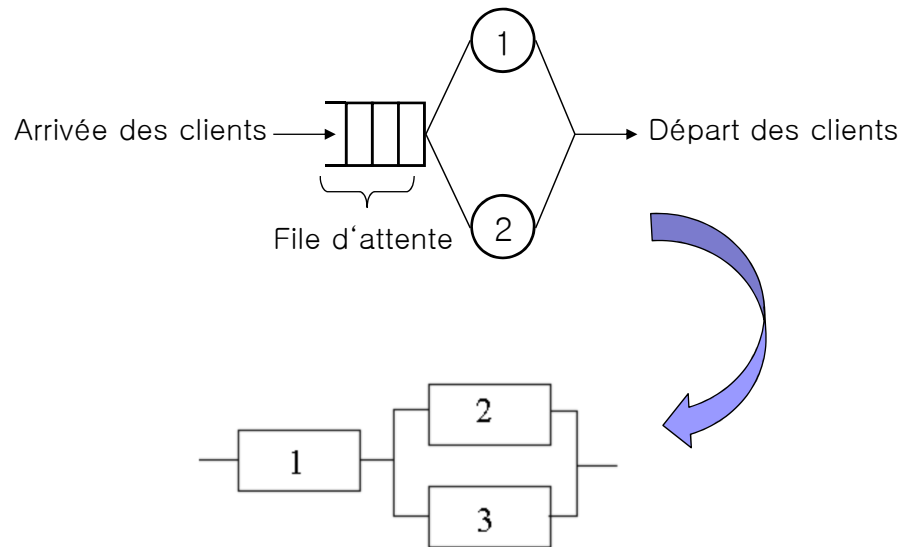 1
Arrivée des clients
Départ des clients
2
File d‘attente
2
1
3